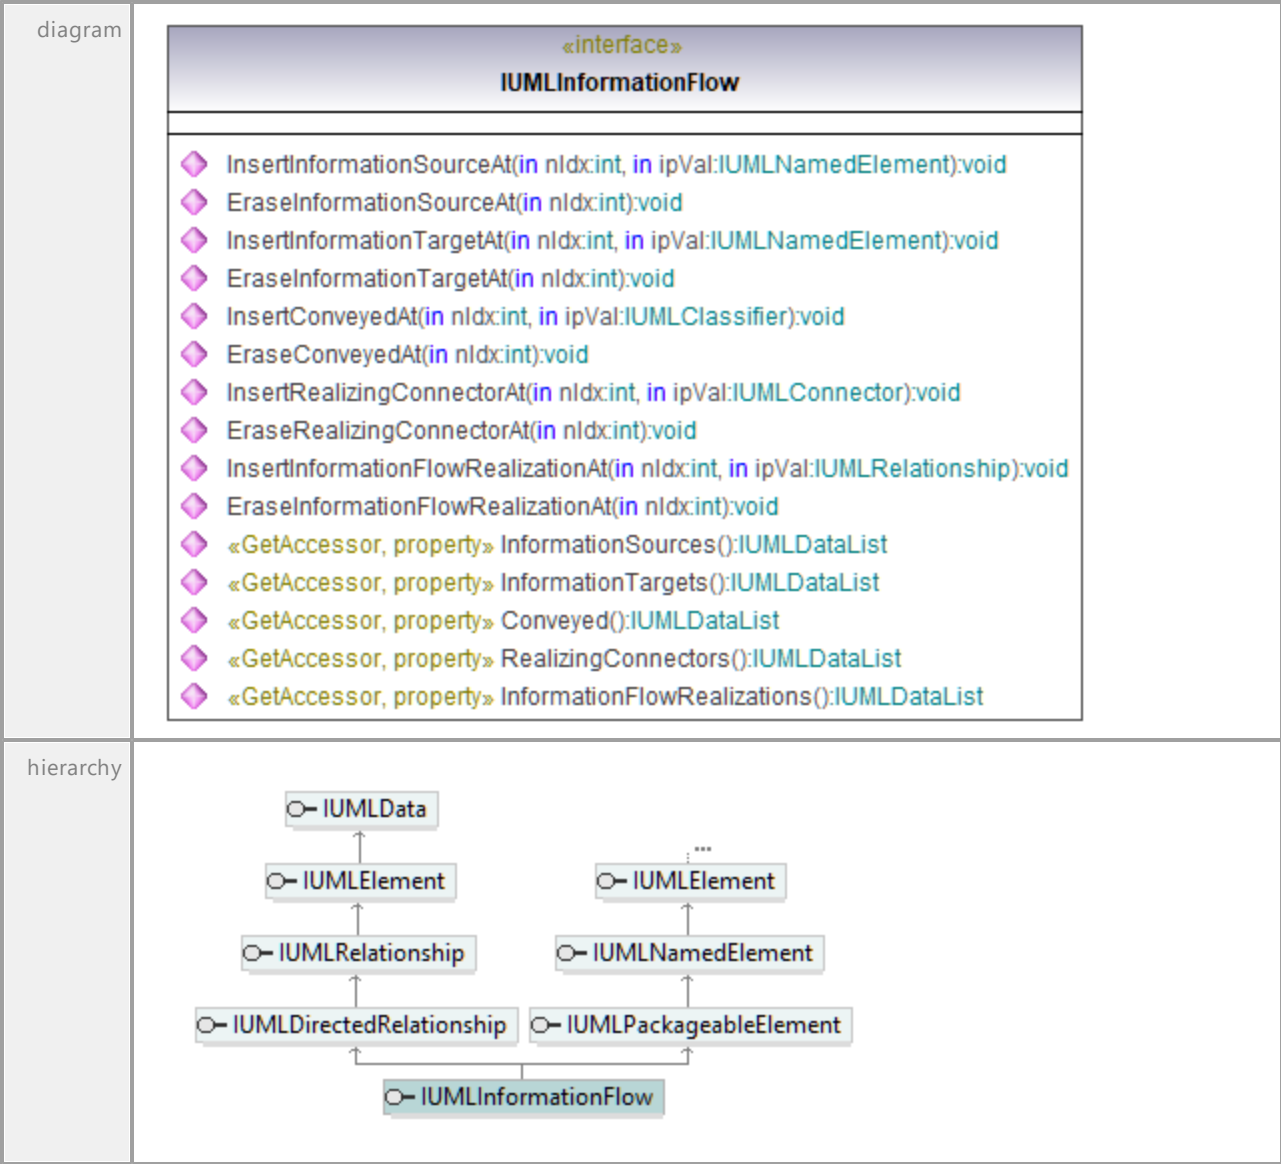 diagram
«interface»
IUMLInformationFlow
InsertInformationSourceAt(in nIdx:int, in ipVal:IUMLNamedElement):void
EraseInformationSourceAt(in nIdx:int):void
InsertInformationTargetAt(in nIdx:int, in ipVal:IUMLNamedElement):void
EraseInformationTargetAt(in nIdx:int):void
InsertConveyedAt(in nIdx:int, in ipVal:IUMLClassifier):void
EraseConveyedAt(in nIdx:int):void
InsertRealizingConnectorAt(in nIdx:int, in ipVal:IUMLConnector):void
EraseRealizingConnectorAt(in nIdx:int):void
InsertInformationFlowRealizationAt(in nIdx:int, in ipVal:IUMLRelationship):void
EraseInformationFlowRealizationAt(in nIdx:int):void
«GetAccessor, property» InformationSources():IUMLDataList
«GetAccessor, property» InformationTargets():IUMLDataList
«GetAccessor, property» Conveyed():IUMLDataList
«GetAccessor, property» RealizingConnectors():IUMLDataList
«GetAccessor, property» InformationFlowRealizations():IUMLDataList
hierarchy
IUMLData
...
IUMLElement
IUMLElement
IUMLRelationship
IUMLNamedElement
IUMLDirectedRelationship
IUMLPackageableElement
IUMLInformationFlow